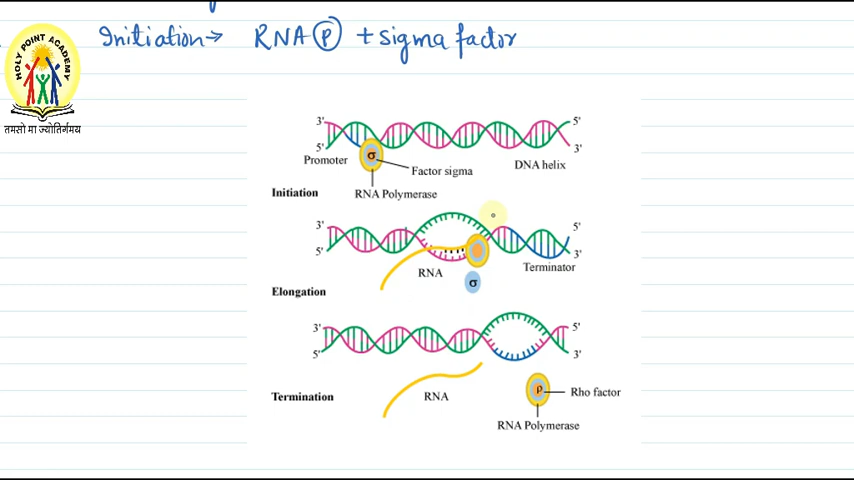 Initiation → RNA Ⓟ + sigma factor
HOLY POINT ACADEMY
तमसो मा ज्योतिर्गमय
3' 5'
5' 3'
Promoter
σ
Factor sigma
DNA helix
Initiation
RNA Polymerase
3' 5'
5' 3'
RNA
Terminator
σ
Elongation
3' 5'
5' 3'
Termination
RNA
ρ
Rho factor
RNA Polymerase